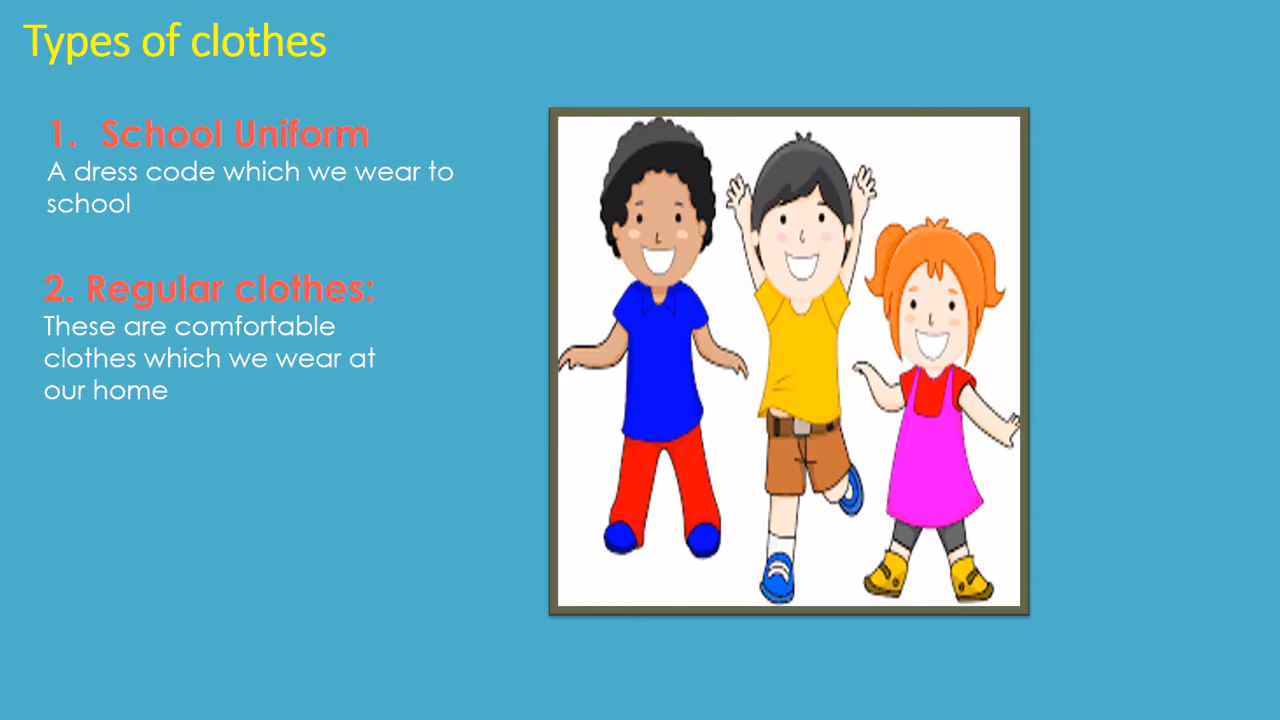 Types of clothes
1. School Uniform
A dress code which we wear to
school
2. Regular clothes:
These are comfortable
clothes which we wear at
our home